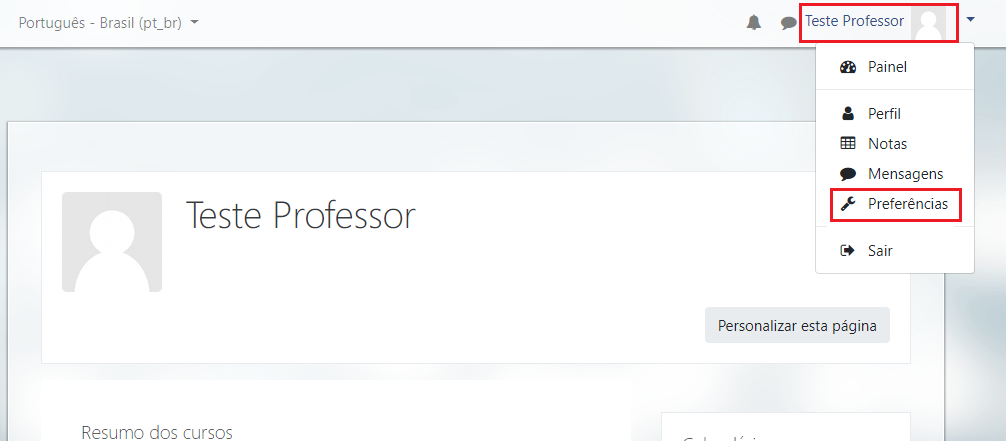 Português - Brasil (pt_br)
Teste Professor
Painel
Perfil
Notas
Mensagens
Preferências
Sair
Teste Professor
Personalizar esta página
Resumo dos cursos